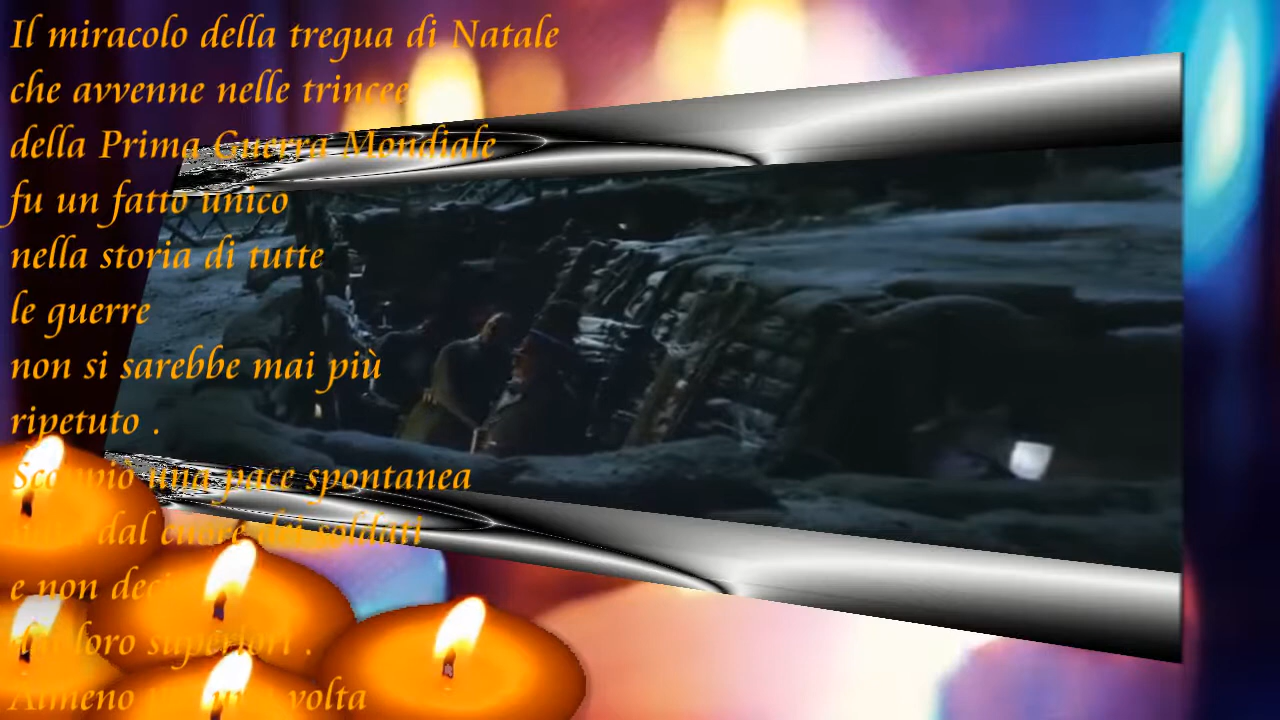 Il miracolo della tregua di Natale
che avvenne nelle trincee
della Prima Guerra Mondiale
fu un fatto unico
nella storia di tutte
le guerre
non si sarebbe mai più
ripetuto .
Scoppiò una pace spontanea
dal cuore dei soldati
e non
loro superiori .
Almeno volta